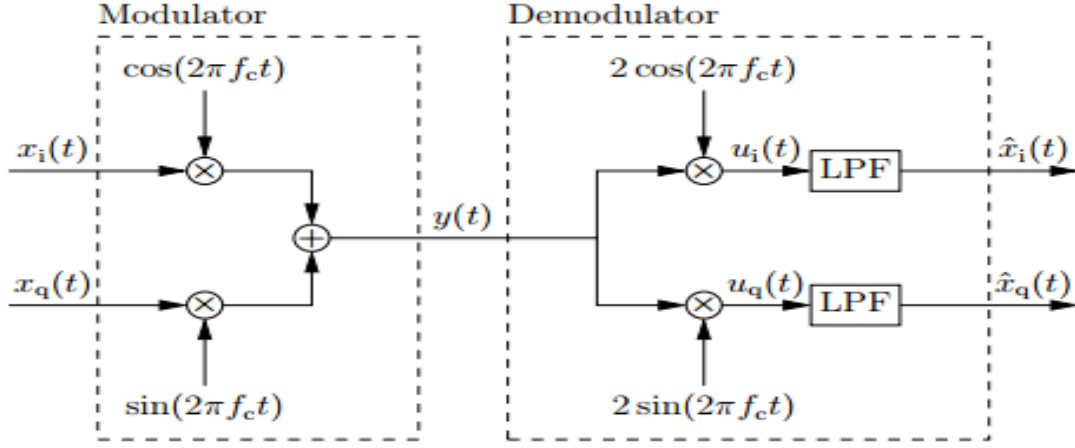 Modulator
Demodulator
cos(2πf_c t)
2 cos(2πf_c t)
x_i(t)
u_i(t)
LPF
x̂_i(t)
y(t)
x_q(t)
u_q(t)
LPF
x̂_q(t)
sin(2πf_c t)
2 sin(2πf_c t)